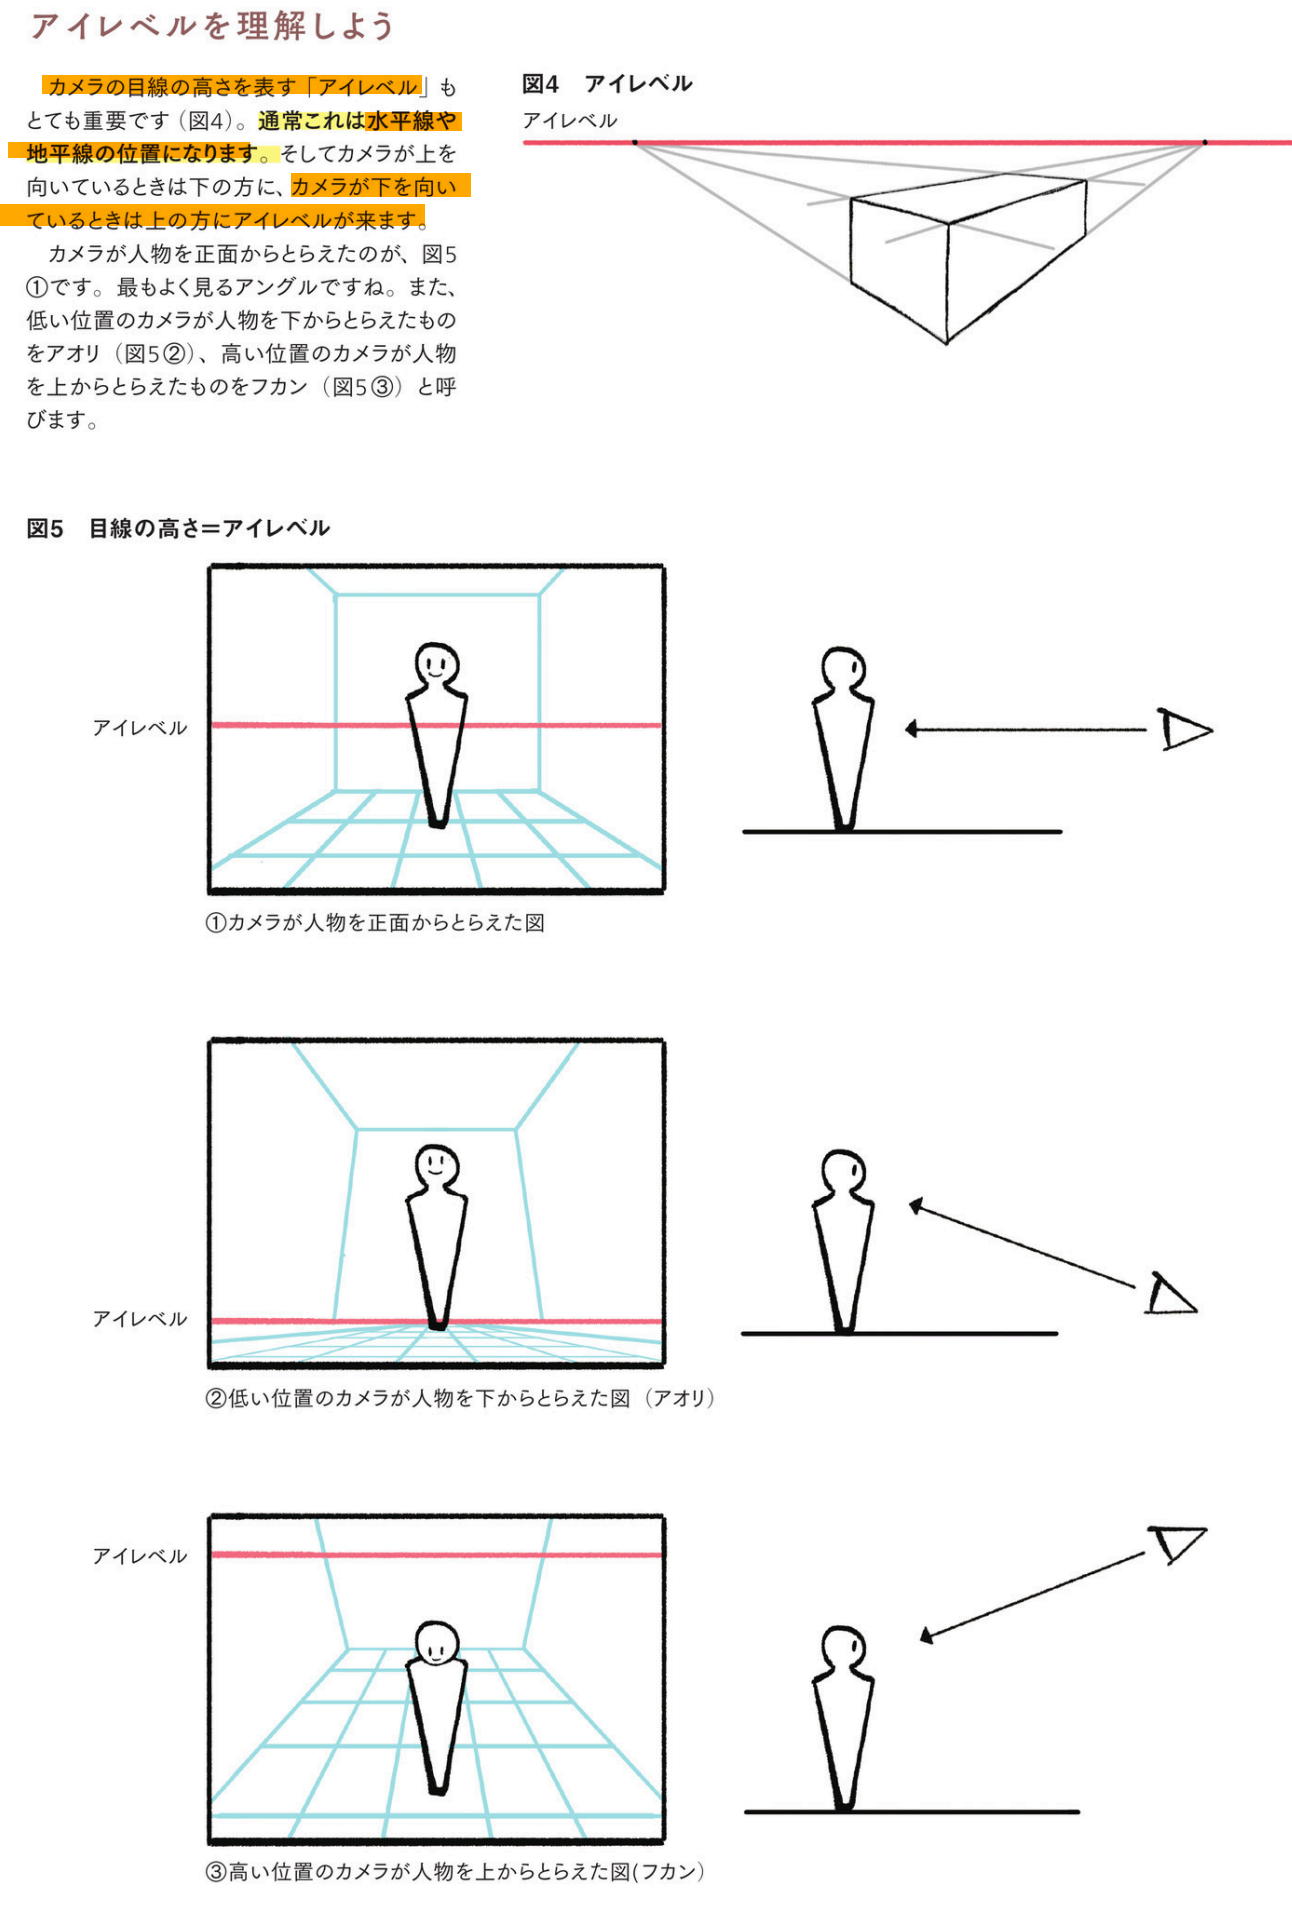 アイレベルを理解しよう
カメラの目線の高さを表す「アイレベル」も
とても重要です（図4）。通常これは水平線や
地平線の位置になります。そしてカメラが上を
向いているときは下の方に、カメラが下を向い
ているときは上の方にアイレベルが来ます。
カメラが人物を正面からとらえたのが、図5
①です。最もよく見るアングルですね。また、
低い位置のカメラが人物を下からとらえたもの
をアオリ（図5②）、高い位置のカメラが人物
を上からとらえたものをフカン（図5③）と呼
びます。
図4　アイレベル
アイレベル
図5　目線の高さ＝アイレベル
アイレベル
①カメラが人物を正面からとらえた図
アイレベル
②低い位置のカメラが人物を下からとらえた図（アオリ）
アイレベル
③高い位置のカメラが人物を上からとらえた図(フカン）